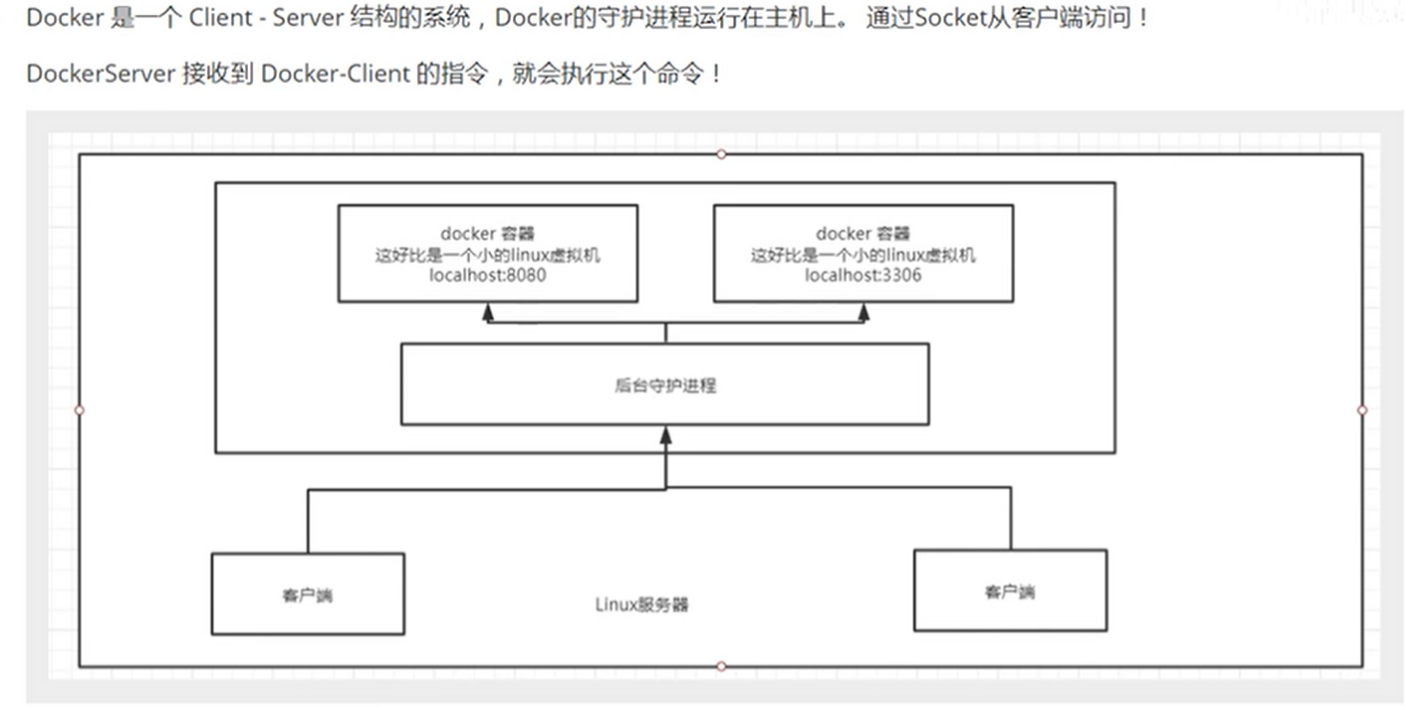 Docker 是一个 Client - Server 结构的系统，Docker的守护进程运行在主机上。 通过Socket从客户端访问！
DockerServer 接收到 Docker-Client 的指令，就会执行这个命令！
docker 容器
这好比是一个小的linux虚拟机
localhost:8080
docker 容器
这好比是一个小的linux虚拟机
localhost:3306
后台守护进程
客户端
Linux服务器
客户端